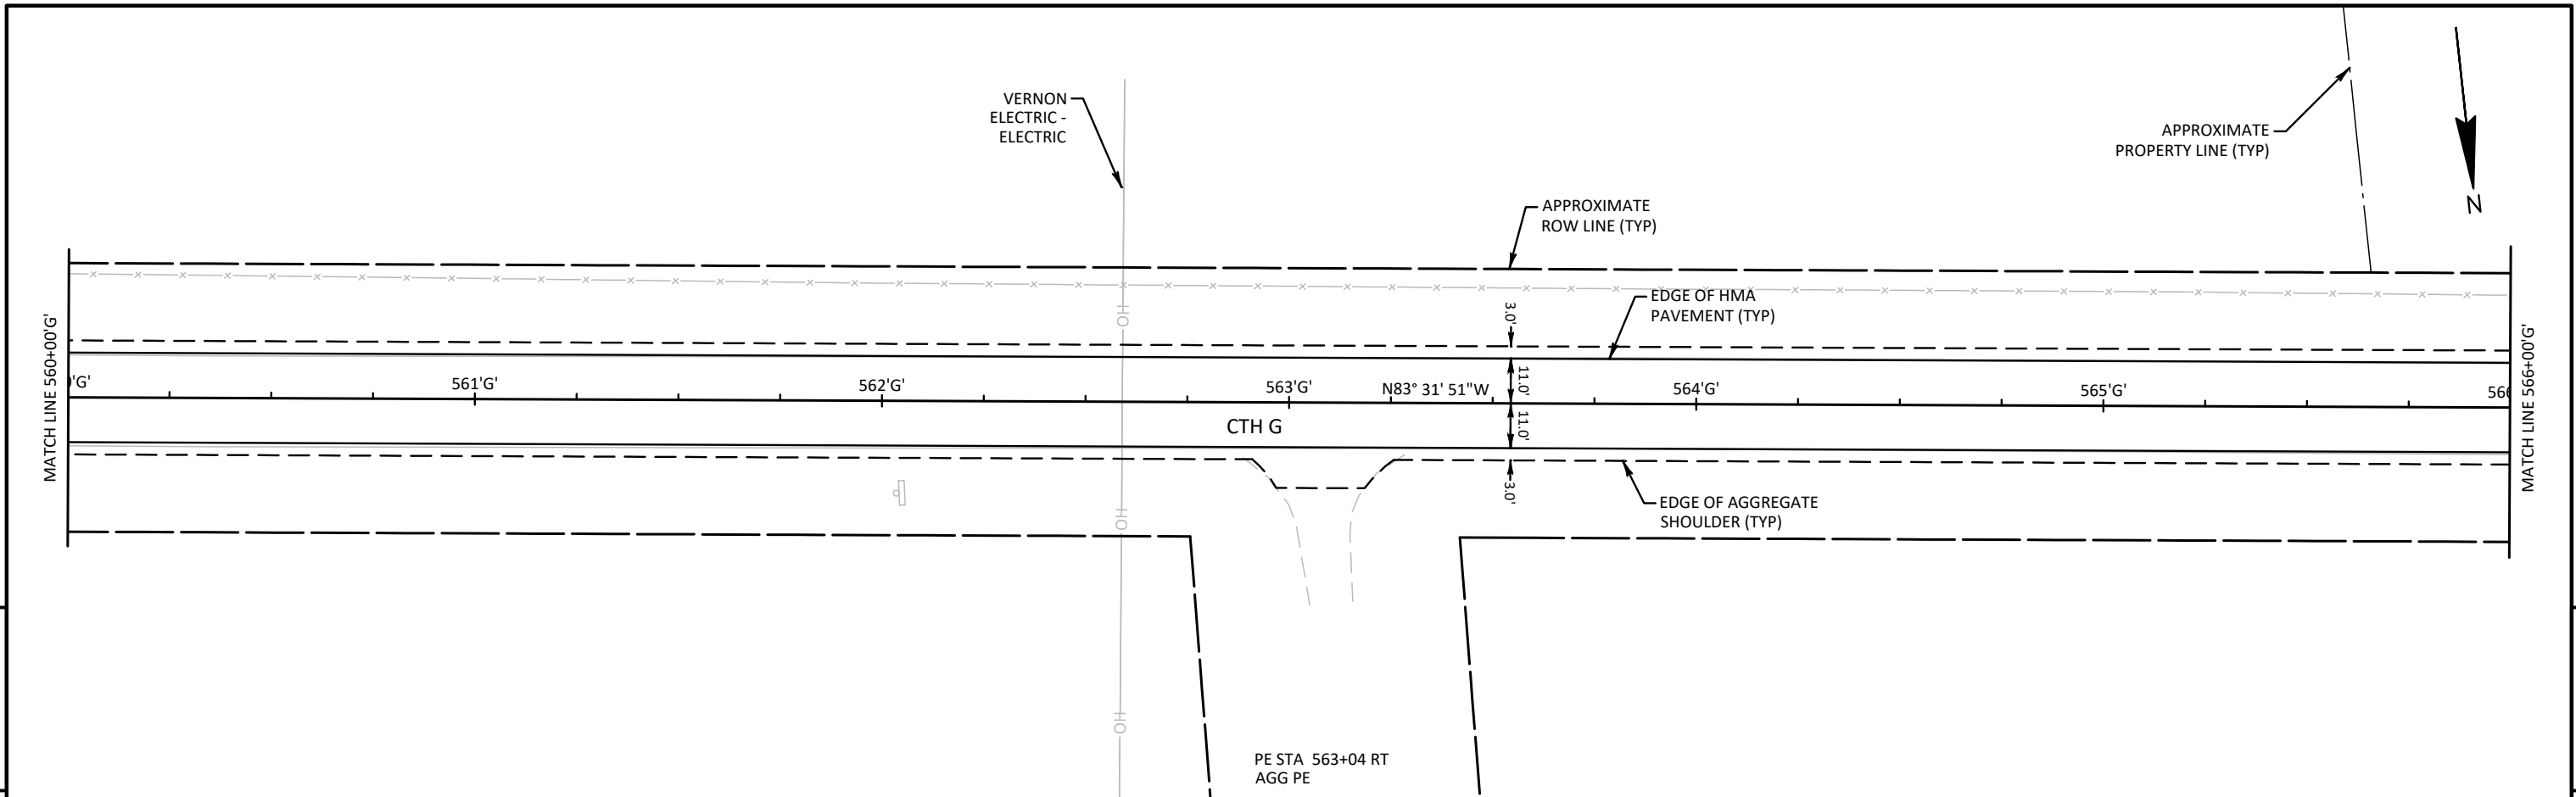 VERNON
ELECTRIC -
ELECTRIC
APPROXIMATE
PROPERTY LINE (TYP)
N
APPROXIMATE
ROW LINE (TYP)
EDGE OF HMA
PAVEMENT (TYP)
3.0'
OH
MATCH LINE 560+00'G'
)'G'
561'G'
562'G'
563'G'
N83° 31' 51"W
11.0'
564'G'
565'G'
566
MATCH LINE 566+00'G'
CTH G
11.0'
3.0'
EDGE OF AGGREGATE
SHOULDER (TYP)
OH
OH
PE STA 563+04 RT
AGG PE